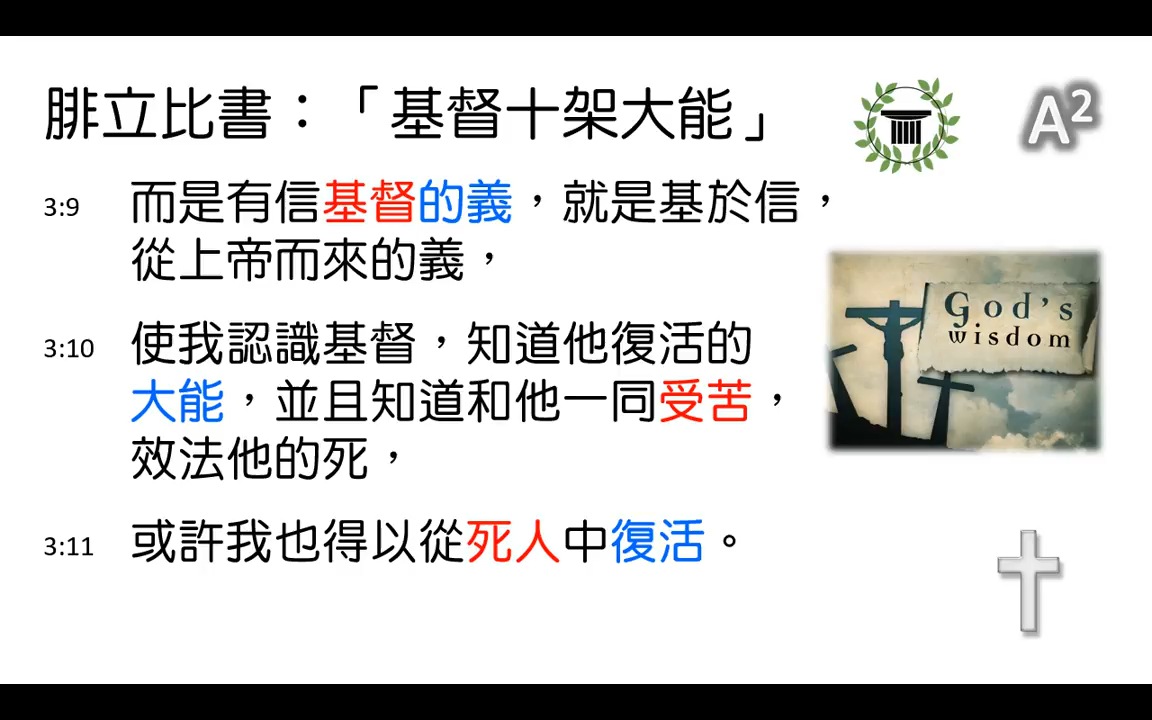 腓立比書：「基督十架大能」
A²
3:9 而是有信基督的義，就是基於信，
從上帝而來的義，
God's
wisdom
3:10 使我認識基督，知道他復活的
大能，並且知道和他一同受苦，
效法他的死，
3:11 或許我也得以從死人中復活。